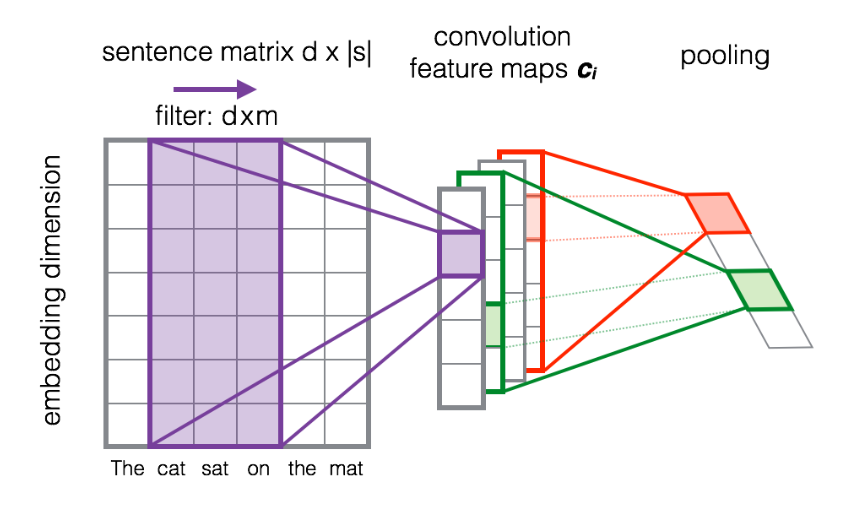 sentence matrix d x |s|
filter: dxm
convolution
feature maps ci
pooling
embedding dimension
The cat sat on the mat